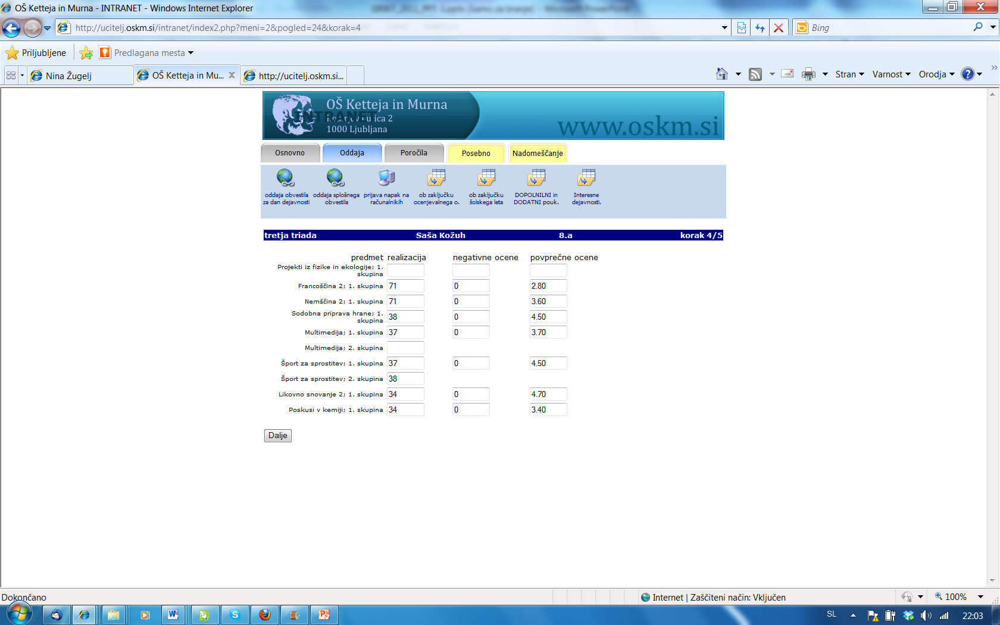 OŠ Ketteja in Murna - INTRANET - Windows Internet Explorer
http://ucitelj.oskm.si/intranet/index2.php?meni=2&pogled=24&korak=4
Bing
Priljubljene
Predlagana mesta
Nina Žugelj
OŠ Ketteja in Mu...
http://ucitelj.oskm.si...
Stran
Varnost
Orodja
OŠ Ketteja in Murna
INTRANET
ulica 2
1000 Ljubljana
www.oskm.si
Osnovno
Oddaja
Poročila
Posebno
Nadomeščanje
oddaja obvestila
za dan dejavnosti
oddaja splošnega
obvestila
prijava napak na
računalnikih
ob zaključku
ocenjevalnega o.
ob zaključku
šolskega leta
DOPOLNILNI in
DODATNI pouk.
Interesne
dejavnosti.
tretja triada Saša Kožuh 8.a korak 4/5
predmet realizacija negativne ocene povprečne ocene
Projekti iz fizike in ekologije; 1.
skupina
Francoščina 2; 1. skupina 71 0 2.80
Nemščina 2; 1. skupina 71 0 3.60
Sodobna priprava hrane; 1.
skupina 38 0 4.50
Multimedija; 1. skupina 37 0 3.70
Multimedija; 2. skupina
Šport za sprostitev; 1. skupina 37 0 4.50
Šport za sprostitev; 2. skupina 38
Likovno snovanje 2; 1. skupina 34 0 4.70
Poskusi v kemiji; 1. skupina 34 0 3.40
Dalje
Dokončano
Internet | Zaščiteni način: Vključen
100%
SL
22:03